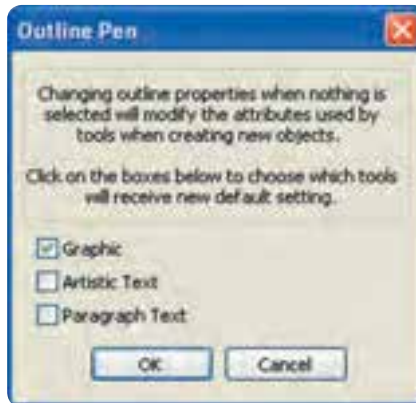 Outline Pen
Changing outline properties when nothing is
selected will modify the attributes used by
tools when creating new objects.
Click on the boxes below to choose which tools
will receive new default setting.
Graphic
Artistic Text
Paragraph Text
OK
Cancel